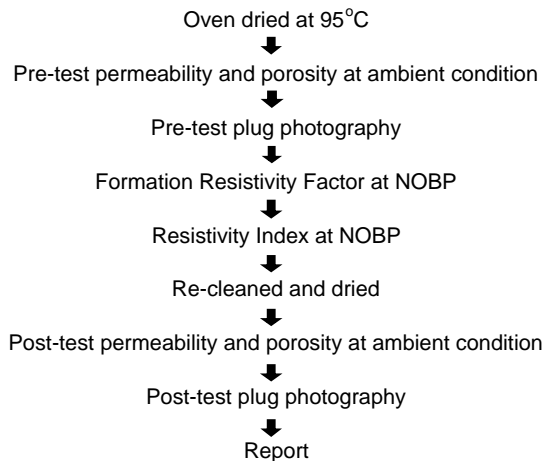 Oven dried at 95°C
Pre-test permeability and porosity at ambient condition
Pre-test plug photography
Formation Resistivity Factor at NOBP
Resistivity Index at NOBP
Re-cleaned and dried
Post-test permeability and porosity at ambient condition
Post-test plug photography
Report